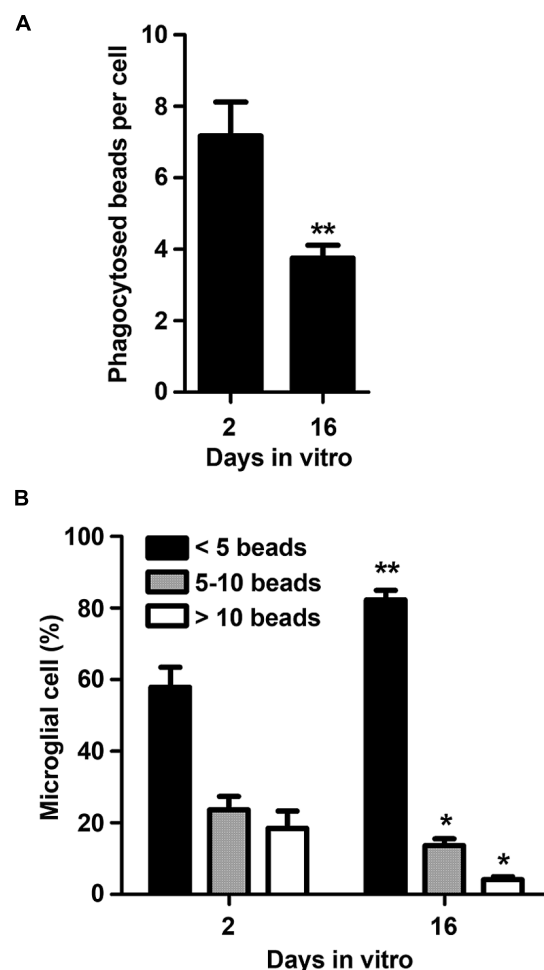 A
Phagocytosed beads per cell
10
8
6
4
2
0
**
2 16
Days in vitro
B
Microglial cell (%)
100
80
60
40
20
0
< 5 beads
5-10 beads
> 10 beads
**
*
*
2 16
Days in vitro